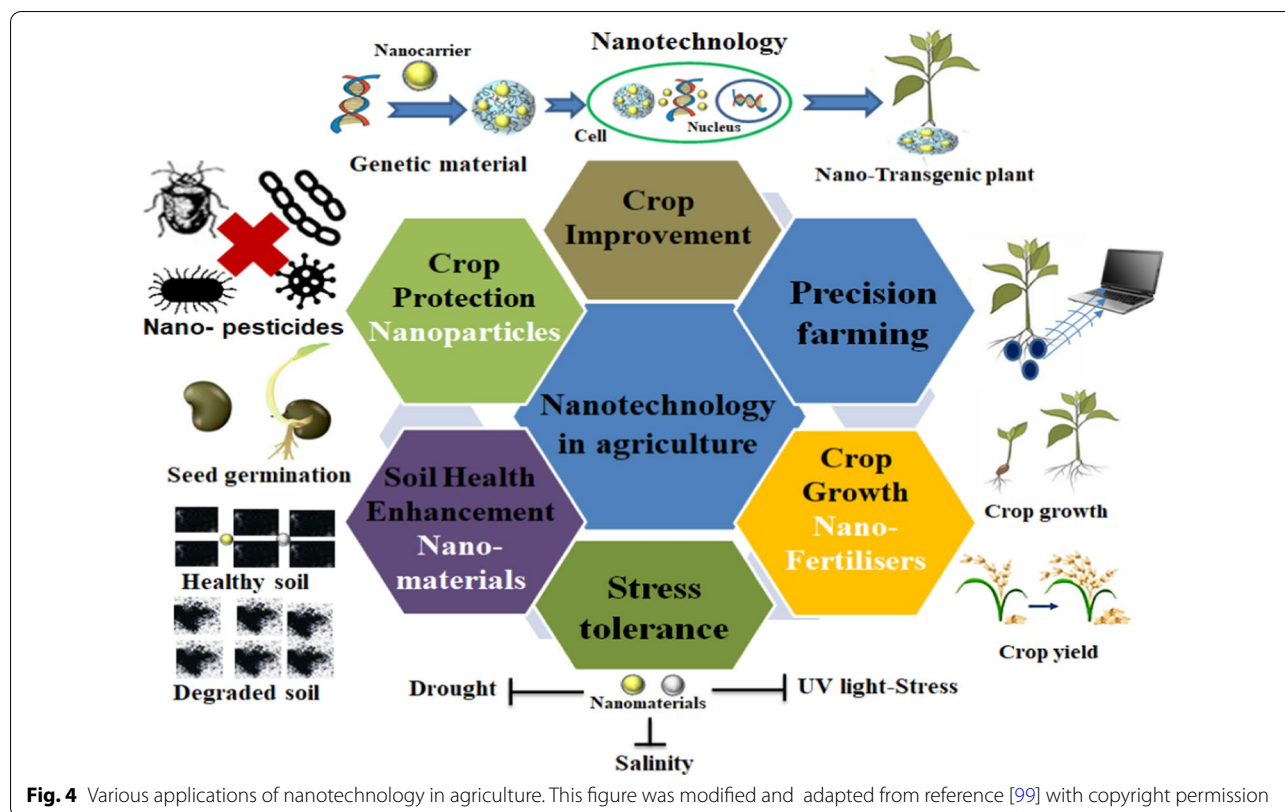 Nanotechnology
Nanocarrier
Nucleus
Cell
Genetic material
Nano-Transgenic plant
Crop
Improvement
Crop
Protection
Nanoparticles
Precision
farming
Nano- pesticides
Nanotechnology
in agriculture
Seed germination
Soil Health
Enhancement
Nano-
materials
Crop
Growth
Nano-
Fertilisers
Crop growth
Healthy soil
Stress
tolerance
Crop yield
Degraded soil
Drought
Nanomaterials
UV light-Stress
Salinity
Fig. 4 Various applications of nanotechnology in agriculture. This figure was modified and adapted from reference [99] with copyright permission